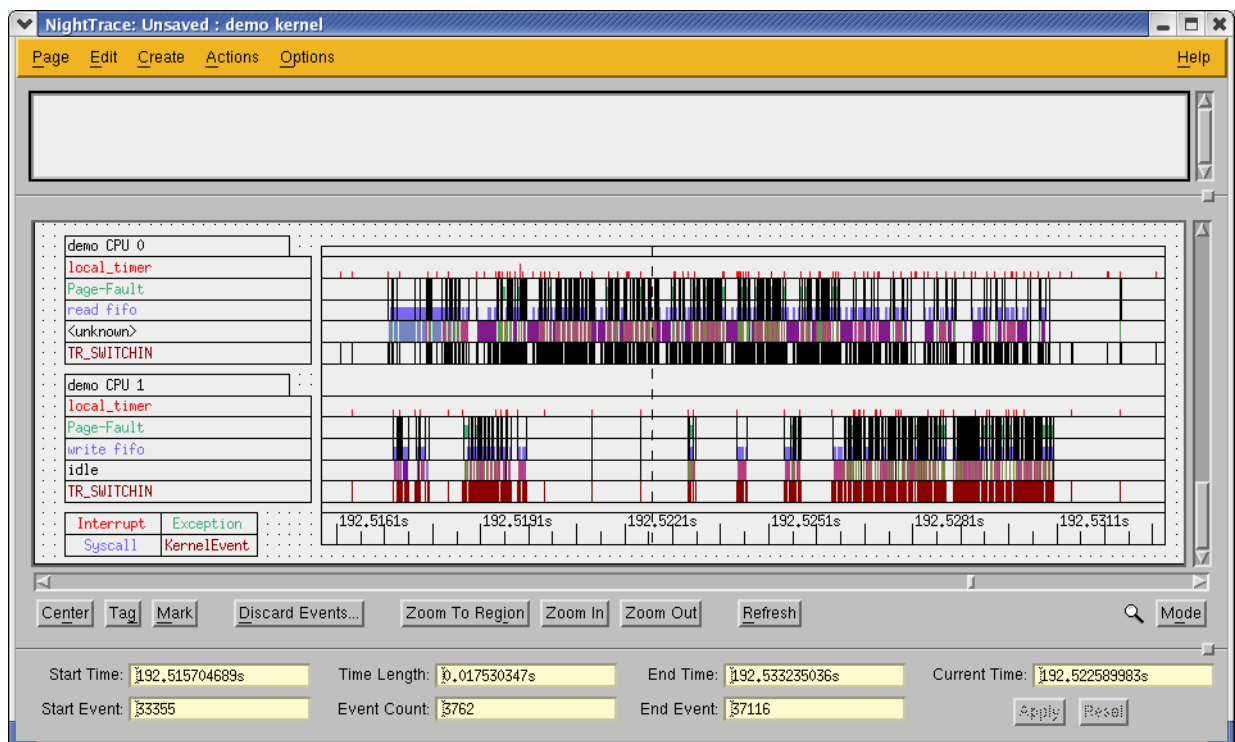 NightTrace: Unsaved : demo kernel
Page Edit Create Actions Options Help
demo CPU 0
local_timer
Page-Fault
read fifo
<unknown>
TR_SWITCHIN
demo CPU 1
local_timer
Page-Fault
write fifo
idle
TR_SWITCHIN
Interrupt Exception
Syscall KernelEvent
192.5161s 192.5191s 192.5221s 192.5251s 192.5281s 192.5311s
Center Tag Mark Discard Events... Zoom To Region Zoom In Zoom Out Refresh Mode
Start Time: 192.515704689s Time Length: 0.017530347s End Time: 192.533235036s Current Time: 192.522589983s
Start Event: 33355 Event Count: 3762 End Event: 37116 Apply Reset